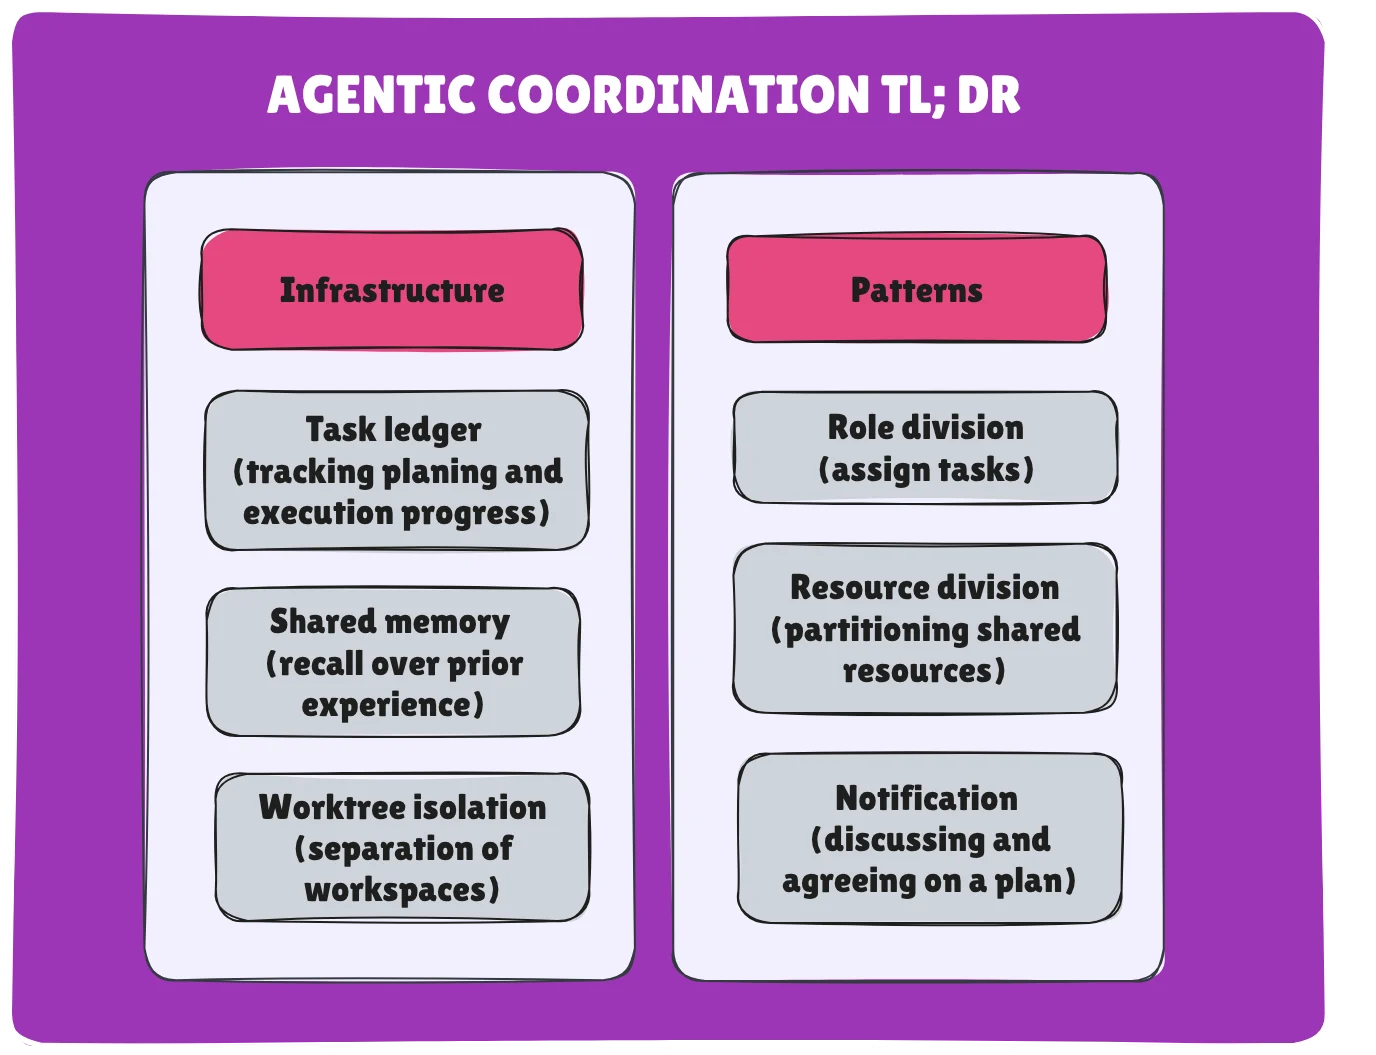 AGENTIC COORDINATION TL; DR
Infrastructure
Task ledger
(tracking planing and
execution progress)
Shared memory
(recall over prior
experience)
Worktree isolation
(separation of
workspaces)
Patterns
Role division
(assign tasks)
Resource division
(partitioning shared
resources)
Notification
(discussing and
agreeing on a plan)